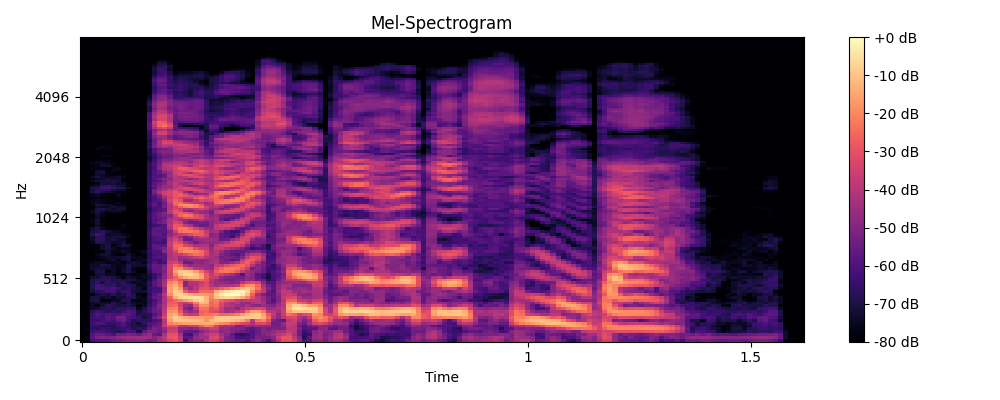 Mel-Spectrogram
Hz
4096
2048
1024
512
0
0
0.5
1
1.5
Time
+0 dB
-10 dB
-20 dB
-30 dB
-40 dB
-50 dB
-60 dB
-70 dB
-80 dB